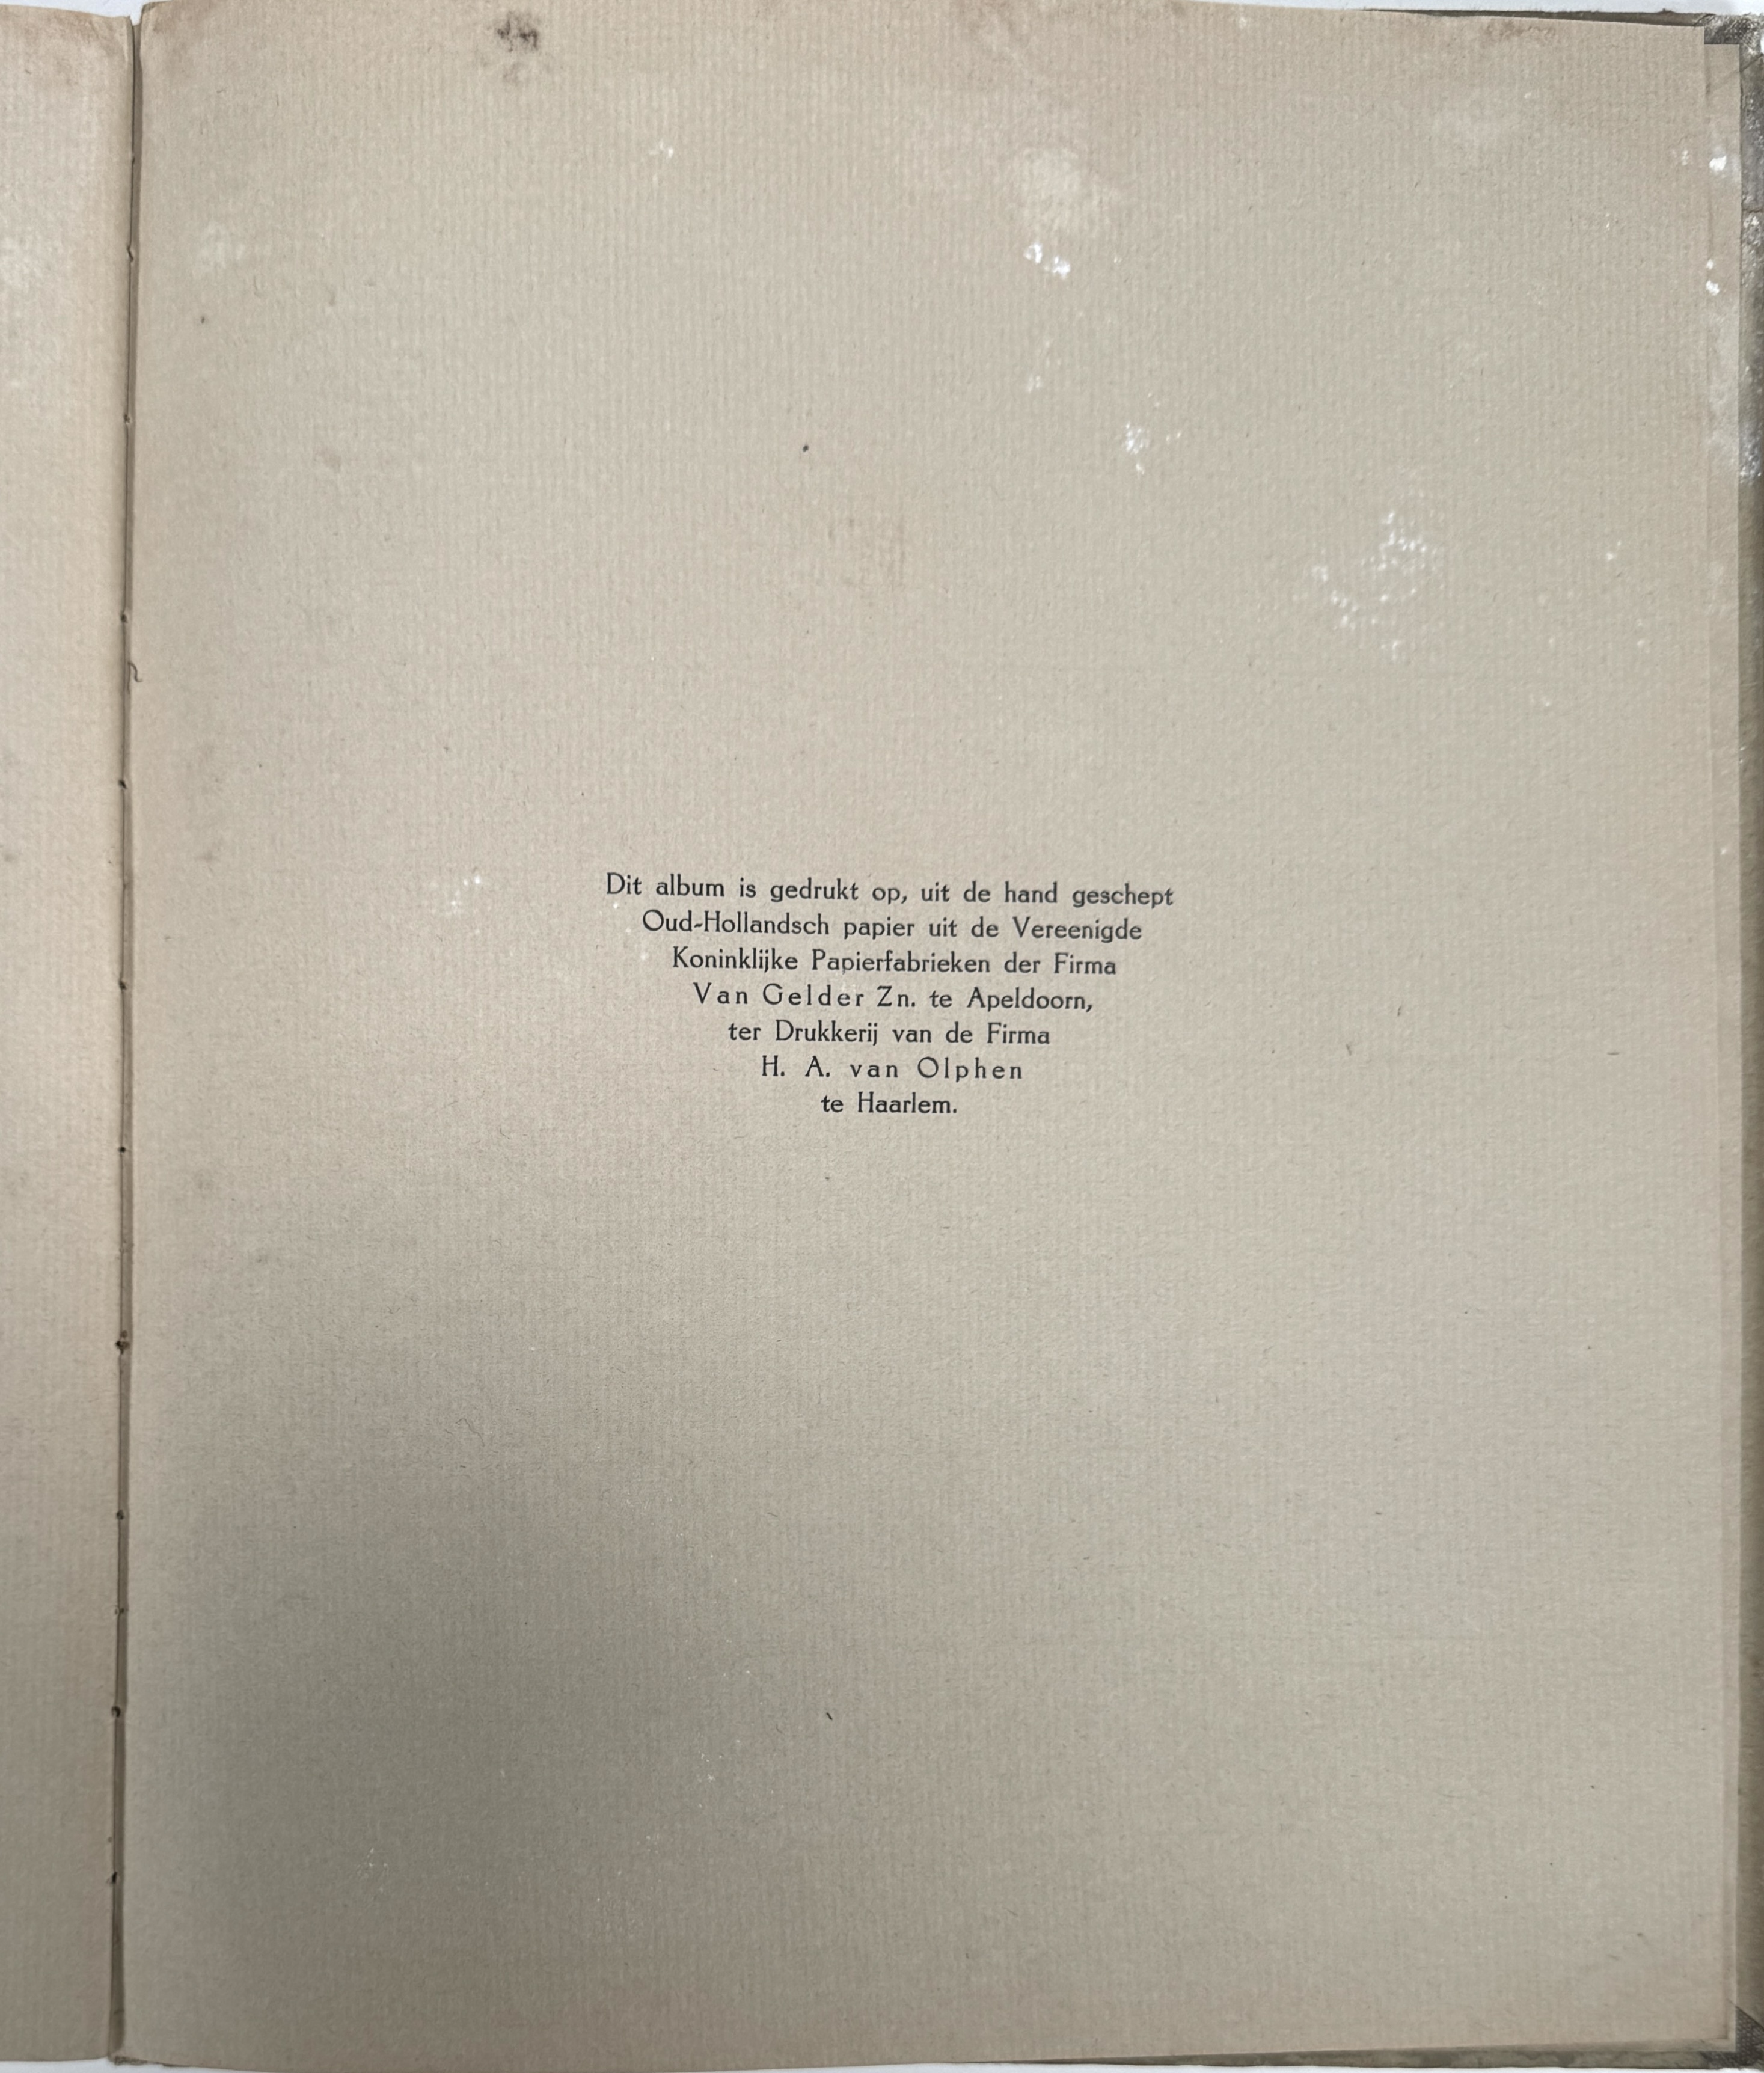 Dit album is gedrukt op, uit de hand geschept
Oud-Hollandsch papier uit de Vereenigde
Koninklijke Papierfabrieken der Firma
Van Gelder Zn. te Apeldoorn,
ter Drukkerij van de Firma
H. A. van Olphen
te Haarlem.